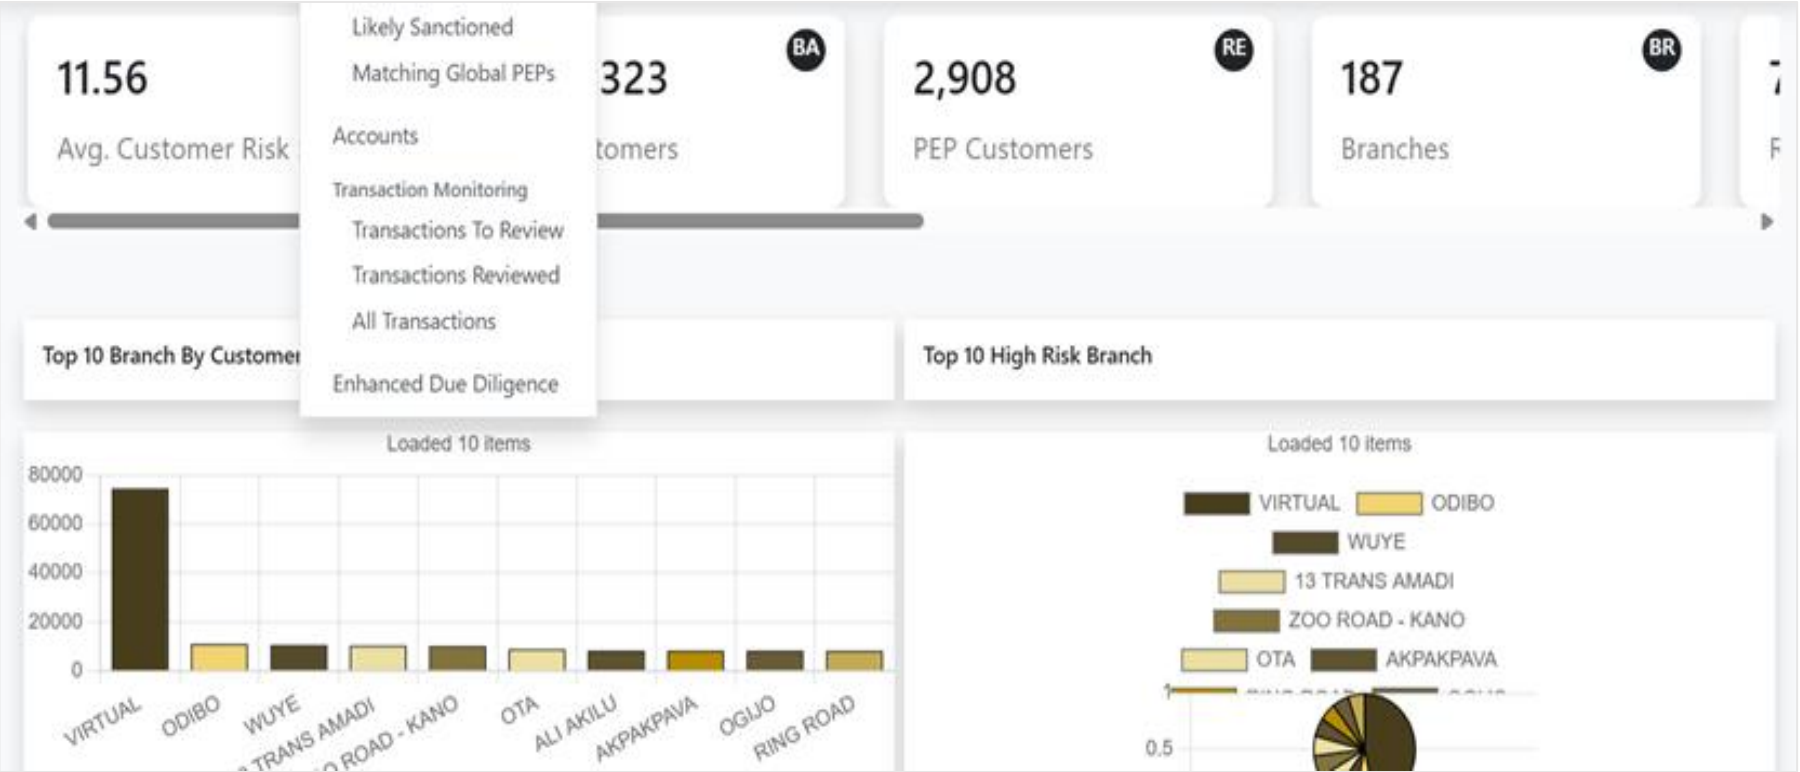 Likely Sanctioned
Matching Global PEPs
Accounts
Transaction Monitoring
Transactions To Review
Transactions Reviewed
All Transactions
Enhanced Due Diligence
11.56
Avg. Customer Risk
323
BA
tomers
2,908
RE
PEP Customers
187
BR
Branches
Top 10 Branch By Customer
Loaded 10 items
80000
60000
40000
20000
0
VIRTUAL
ODIBO
WUYE
TRANS AMADI
ROAD - KANO
OTA
ALI AKILU
AKPAKPAVA
OGIJO
RING ROAD
Top 10 High Risk Branch
Loaded 10 items
VIRTUAL ODIBO
WUYE
13 TRANS AMADI
ZOO ROAD - KANO
OTA AKPAKPAVA
1
0.5